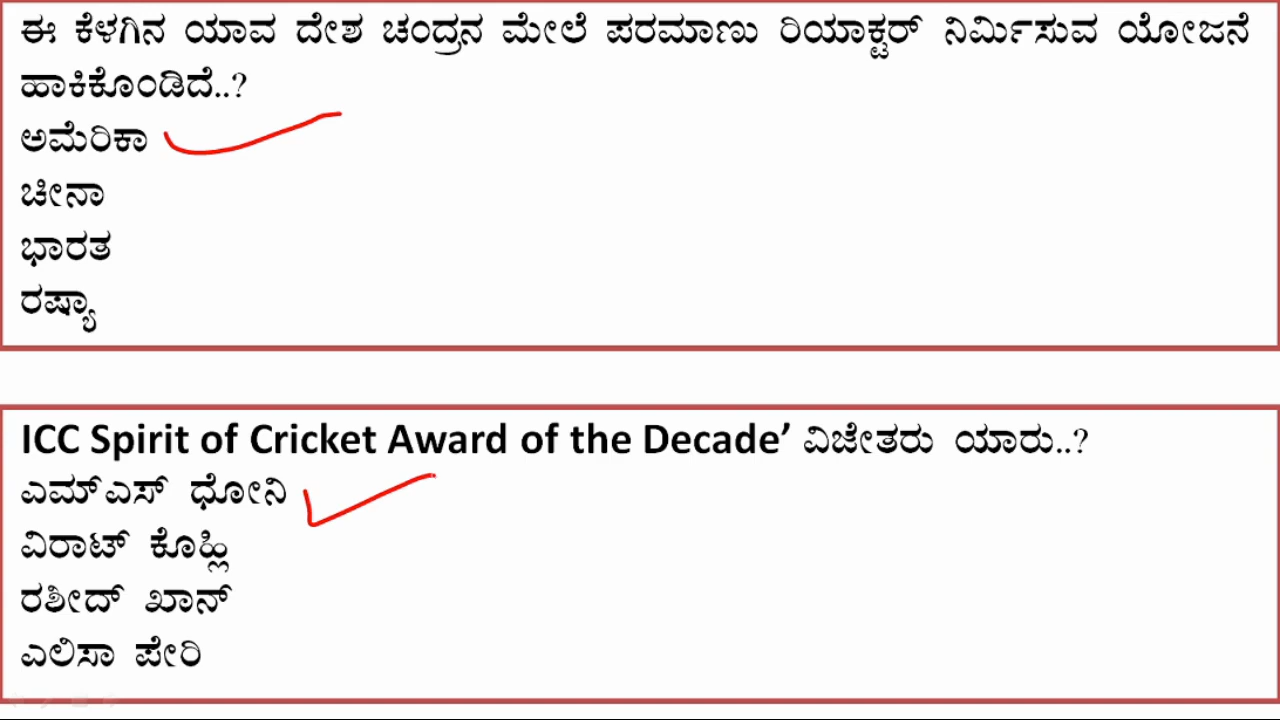 ಈ ಕೆಳಗಿನ ಯಾವ ದೇಶ ಚಂದ್ರನ ಮೇಲೆ ಪರಮಾಣು ರಿಯಾಕ್ಟರ್ ನಿರ್ಮಿಸುವ ಯೋಜನೆ
ಹಾಕಿಕೊಂಡಿದೆ..?
ಅಮೆರಿಕಾ
ಚೀನಾ
ಭಾರತ
ರಷ್ಯಾ
ICC Spirit of Cricket Award of the Decade’ ವಿಜೇತರು ಯಾರು..?
ಎಮ್ಎಸ್ ಧೋನಿ
ವಿರಾಟ್ ಕೊಹ್ಲಿ
ರಶೀದ್ ಖಾನ್
ಎಲಿಸಾ ಪೇರಿ